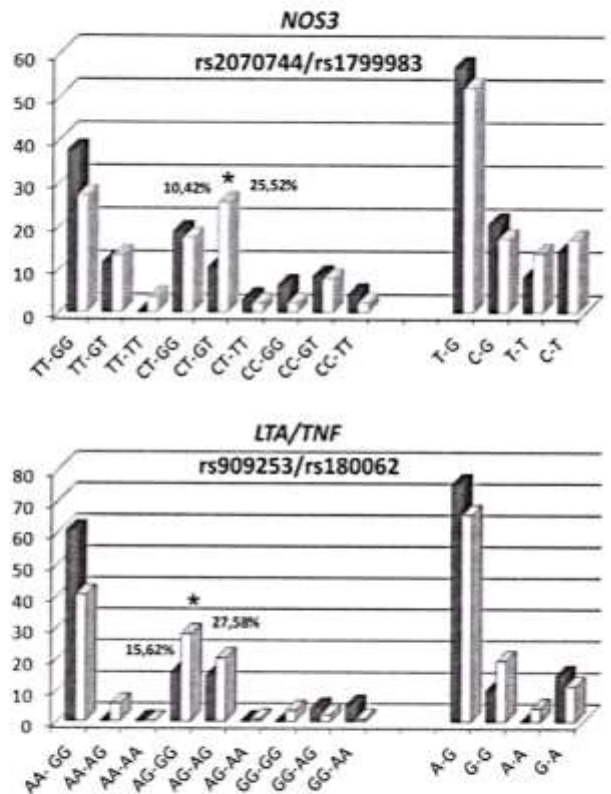 NOS3
rs2070744/rs1799983
60
50
40
30
20
10
0
10,42% * 25,52%
TT-GG TT-GT TT-TT CT-GG CT-GT CT-TT CC-GG CC-GT CC-TT T-G C-G T-T C-T
LTA/TNF
rs909253/rs180062
80
70
60
50
40
30
20
10
0
*
15,62% 27,58%
AA- GG AA-AG AA-AA AG-GG AG-AG AG-AA GG-GG GG-AG GG-AA A-G G-G A-A G-A